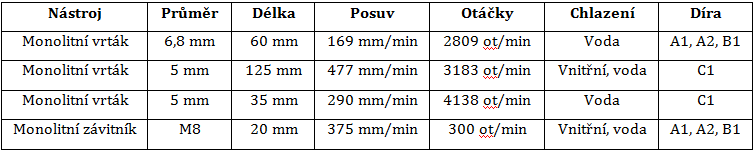 Nástroj Průměr Délka Posuv Otáčky Chlazení Díra
Monolitní vrták 6,8 mm 60 mm 169 mm/min 2809 ot/min Voda A1, A2, B1
Monolitní vrták 5 mm 125 mm 477 mm/min 3183 ot/min Vnitřní, voda C1
Monolitní vrták 5 mm 35 mm 290 mm/min 4138 ot/min Voda C1
Monolitní závitník M8 20 mm 375 mm/min 300 ot/min Vnitřní, voda A1, A2, B1